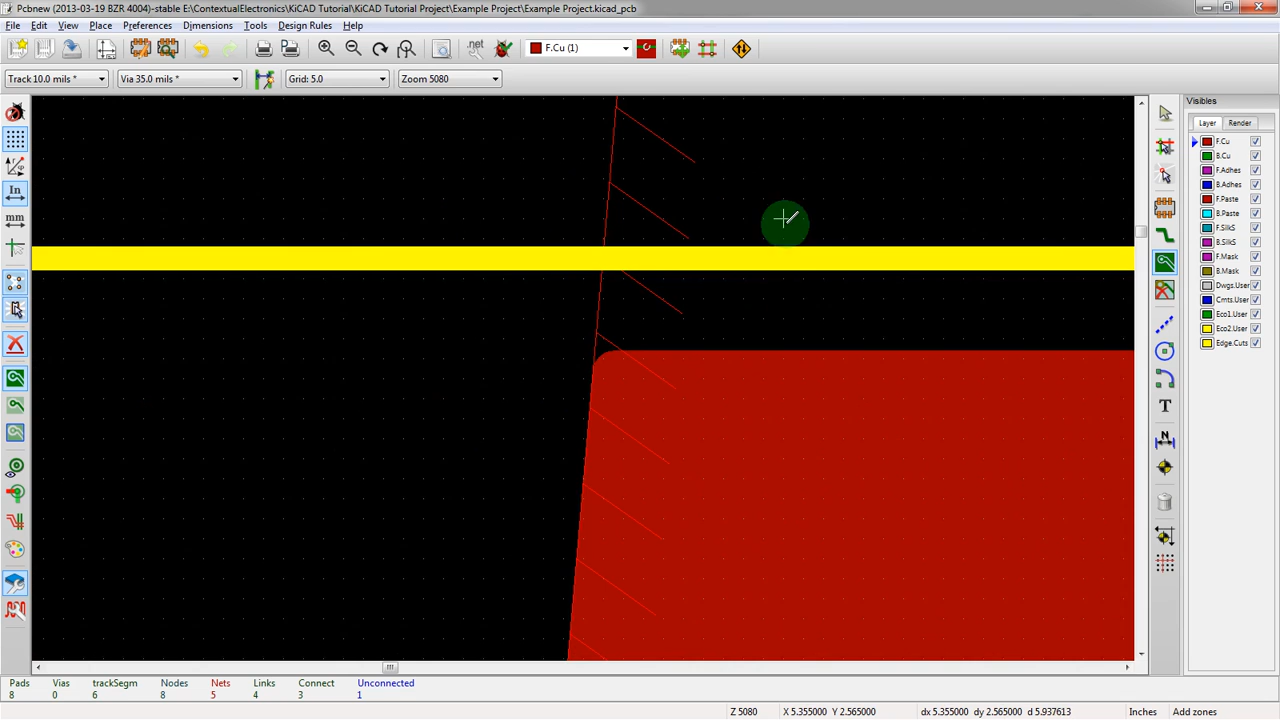 Pcbnew (2013-03-19 BZR 4004)-stable E:\ContextualElectronics\KiCAD Tutorial\KiCAD Tutorial Project\Example Project\Example Project.kicad_pcb
File Edit View Place Preferences Dimensions Tools Design Rules Help
.net F.Cu (1)
Track 10.0 mils * Via 35.0 mils * Grid: 5.0 Zoom 5080
Visibles
Layer Render
F.Cu
B.Cu
F.Adhes
B.Adhes
F.Paste
B.Paste
F.SilkS
B.SilkS
F.Mask
B.Mask
Dwgs.User
Cmts.User
Eco1.User
Eco2.User
Edge.Cuts
In
mm
T
N
Pads Vias trackSegm Nodes Nets Links Connect Unconnected
8 0 6 8 5 4 3 1
Z 5080 X 5.355000 Y 2.565000 dx 5.355000 dy 2.565000 d 5.937613 Inches Add zones